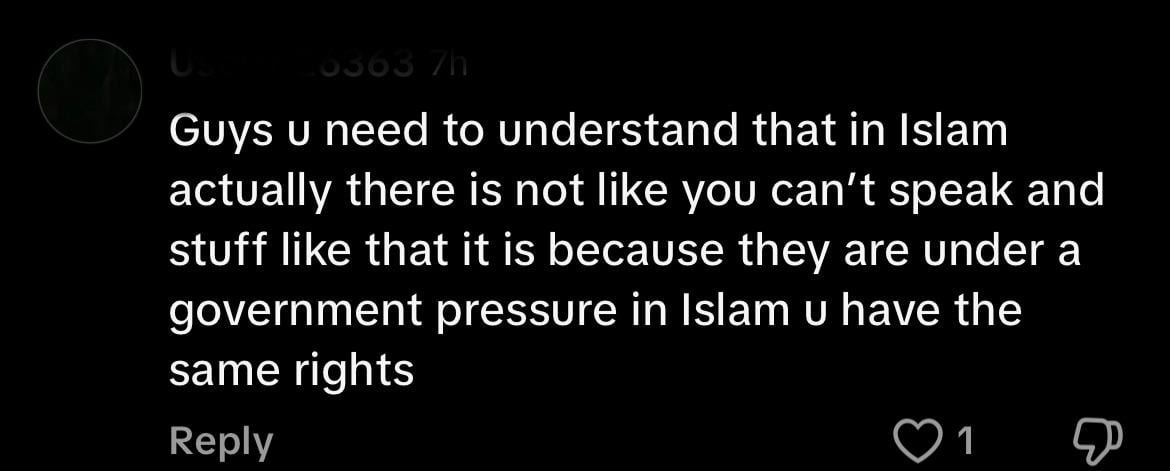 7h
Guys u need to understand that in Islam
actually there is not like you can't speak and
stuff like that it is because they are under a
government pressure in Islam u have the
same rights
Reply
1